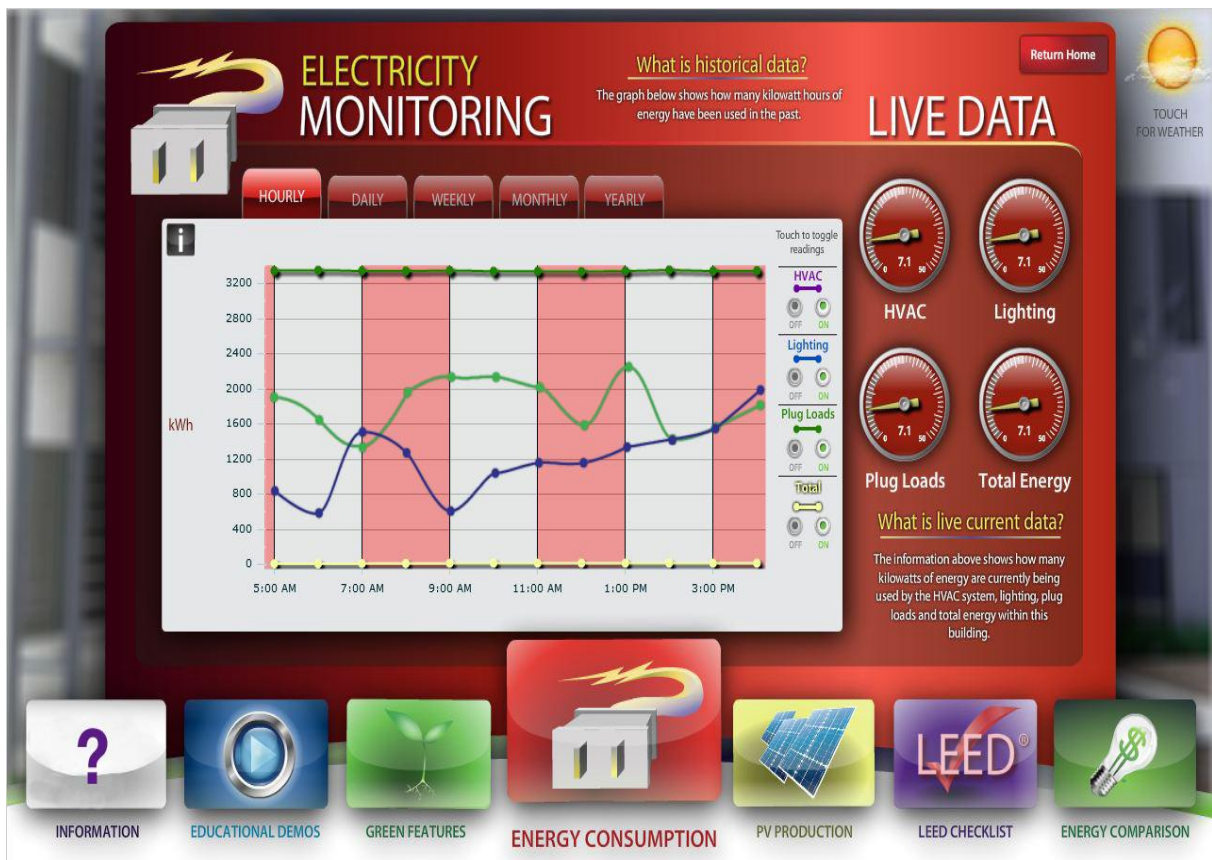 ELECTRICITY
MONITORING
What is historical data?
The graph below shows how many kilowatt hours of
energy have been used in the past.
Return Home
LIVE DATA
TOUCH
FOR WEATHER
HOURLY
DAILY
WEEKLY
MONTHLY
YEARLY
i
Touch to toggle
readings
HVAC
OFF ON
Lighting
OFF ON
Plug Loads
OFF ON
Total
OFF ON
kWh
3200
2800
2400
2000
1600
1200
800
400
0
5:00 AM 7:00 AM 9:00 AM 11:00 AM 1:00 PM 3:00 PM
7.1
0 50
HVAC
7.1
0 50
Lighting
7.1
0 50
Plug Loads
7.1
0 50
Total Energy
What is live current data?
The information above shows how many
kilowatts of energy are currently being
used by the HVAC system, lighting, plug
loads and total energy within this
building.
?
INFORMATION
EDUCATIONAL DEMOS
GREEN FEATURES
ENERGY CONSUMPTION
PV PRODUCTION
LEED®
LEED CHECKLIST
$
ENERGY COMPARISON